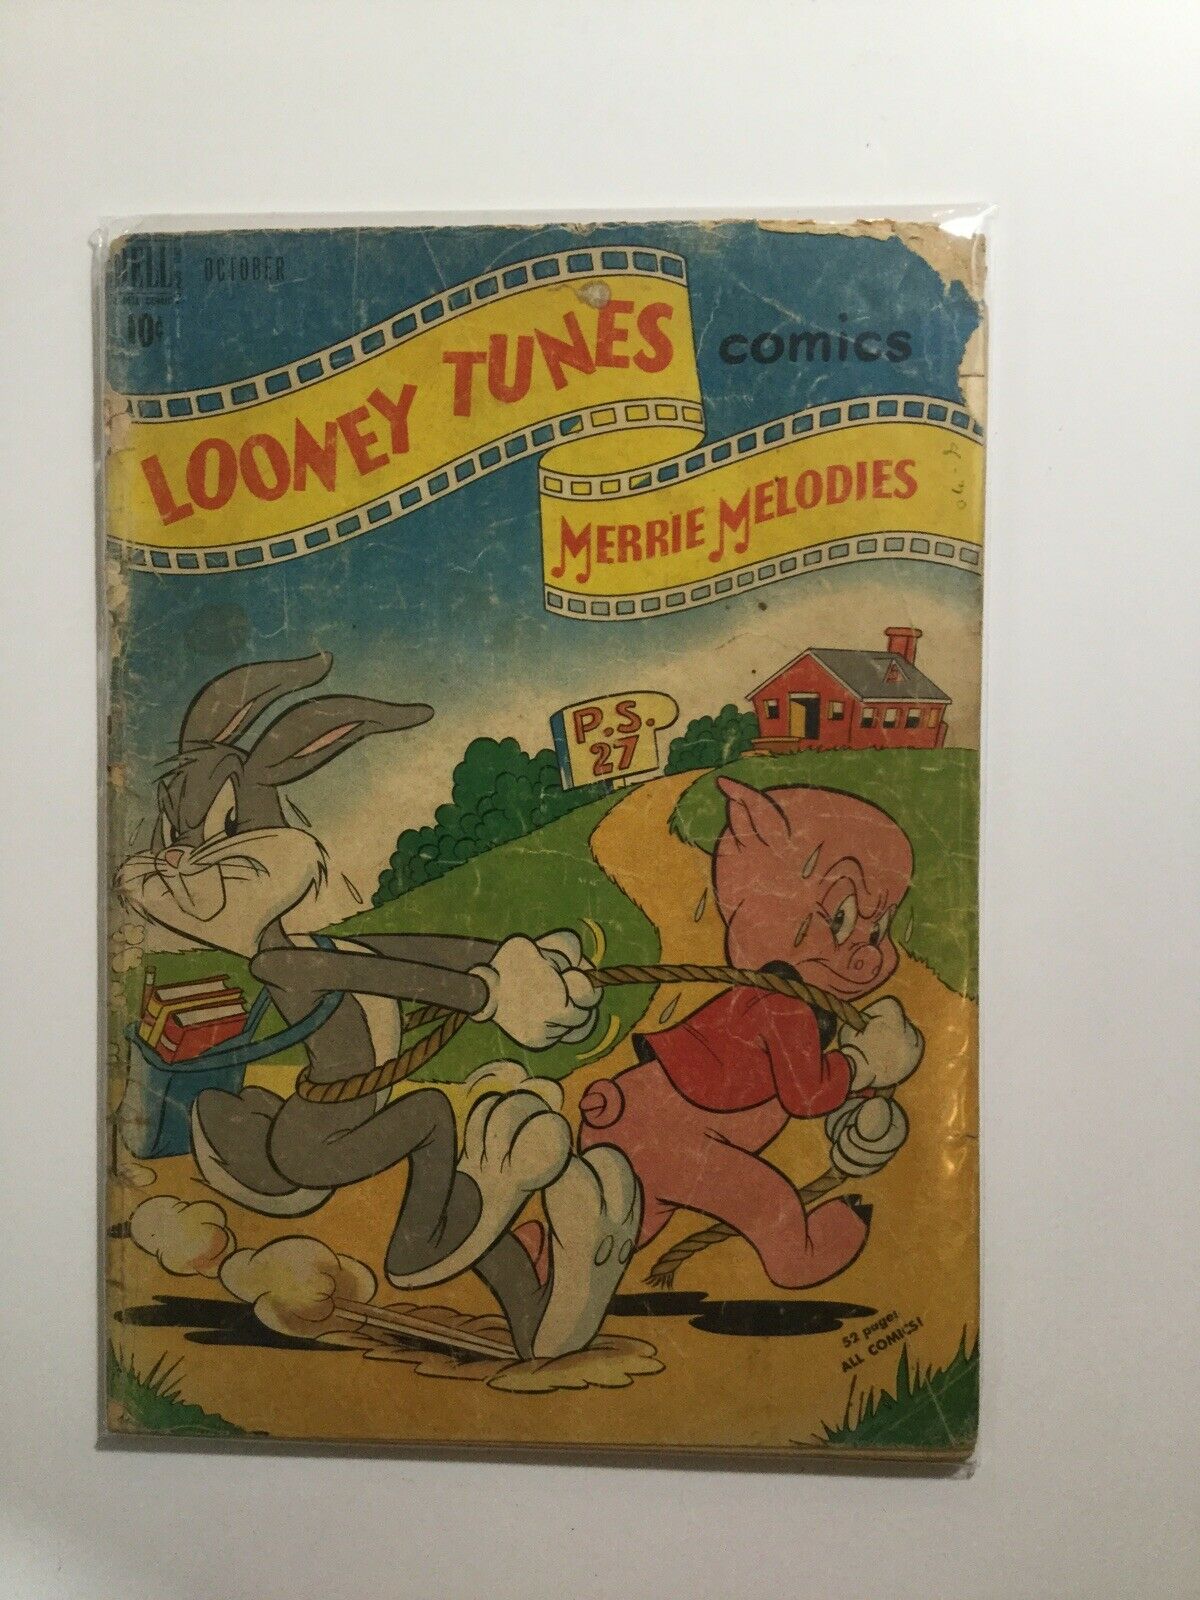 DELL
OCTOBER
10¢
LOONEY TUNES
comics
MERRIE MELODIES
P.S.
27
52 pages
ALL COMICS!